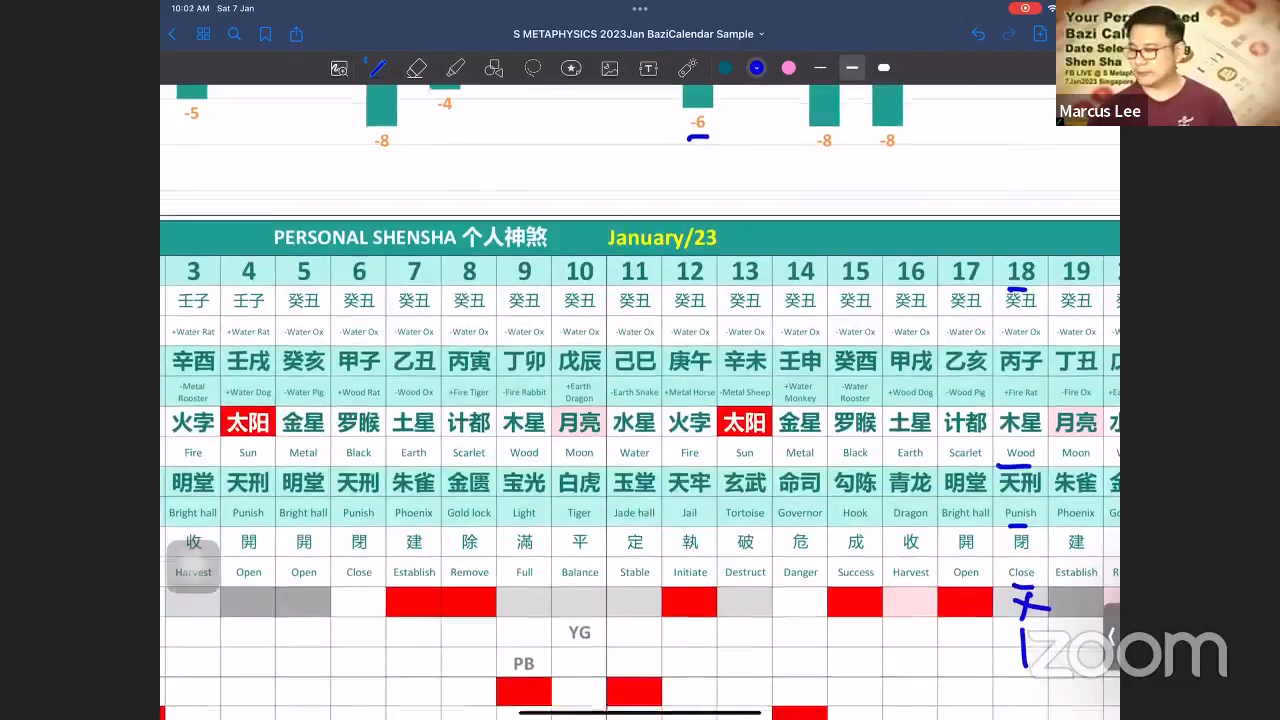 10:02 AM Sat 7 Jan
S METAPHYSICS 2023Jan BaziCalendar Sample
Marcus Lee
-5
-8
-4
-6
-8
-8
PERSONAL SHENSHA 个人神煞 January/23
3 4 5 6 7 8 9 10 11 12 13 14 15 16 17 18 19
壬子 壬子 癸丑 癸丑 癸丑 癸丑 癸丑 癸丑 癸丑 癸丑 癸丑 癸丑 癸丑 癸丑 癸丑 癸丑 癸丑
+Water Rat +Water Rat -Water Ox -Water Ox -Water Ox -Water Ox -Water Ox -Water Ox -Water Ox -Water Ox -Water Ox -Water Ox -Water Ox -Water Ox -Water Ox -Water Ox -Water Ox
辛酉 壬戌 癸亥 甲子 乙丑 丙寅 丁卯 戊辰 己巳 庚午 辛未 壬申 癸酉 甲戌 乙亥 丙子 丁丑
-Metal Rooster +Water Dog -Water Pig +Wood Rat -Wood Ox +Fire Tiger -Fire Rabbit +Earth Dragon -Earth Snake +Metal Horse -Metal Sheep +Water Monkey -Water Rooster +Wood Dog -Wood Pig +Fire Rat -Fire Ox
火孛 太阳 金星 罗睺 土星 计都 木星 月亮 水星 火孛 太阳 金星 罗睺 土星 计都 木星 月亮
Fire Sun Metal Black Earth Scarlet Wood Moon Water Fire Sun Metal Black Earth Scarlet Wood Moon
明堂 天刑 明堂 天刑 朱雀 金匮 宝光 白虎 玉堂 天牢 玄武 命司 勾陈 青龙 明堂 天刑 朱雀
Bright hall Punish Bright hall Punish Phoenix Gold lock Light Tiger Jade hall Jail Tortoise Governor Hook Dragon Bright hall Punish Phoenix
收 開 開 閉 建 除 滿 平 定 執 破 危 成 收 開 閉 建
Harvest Open Open Close Establish Remove Full Balance Stable Initiate Destruct Danger Success Harvest Open Close Establish
YG
PB
zoom